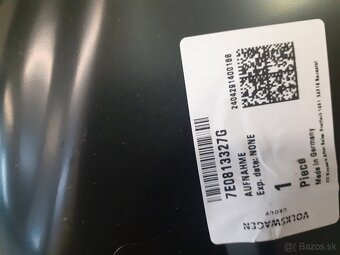 VOLKSWAGEN
GROUP
7E0813327G
AUFNAHME
Exp. date: NONE
1
Piece
Made in Germany
2404291400188
© Bazos.sk